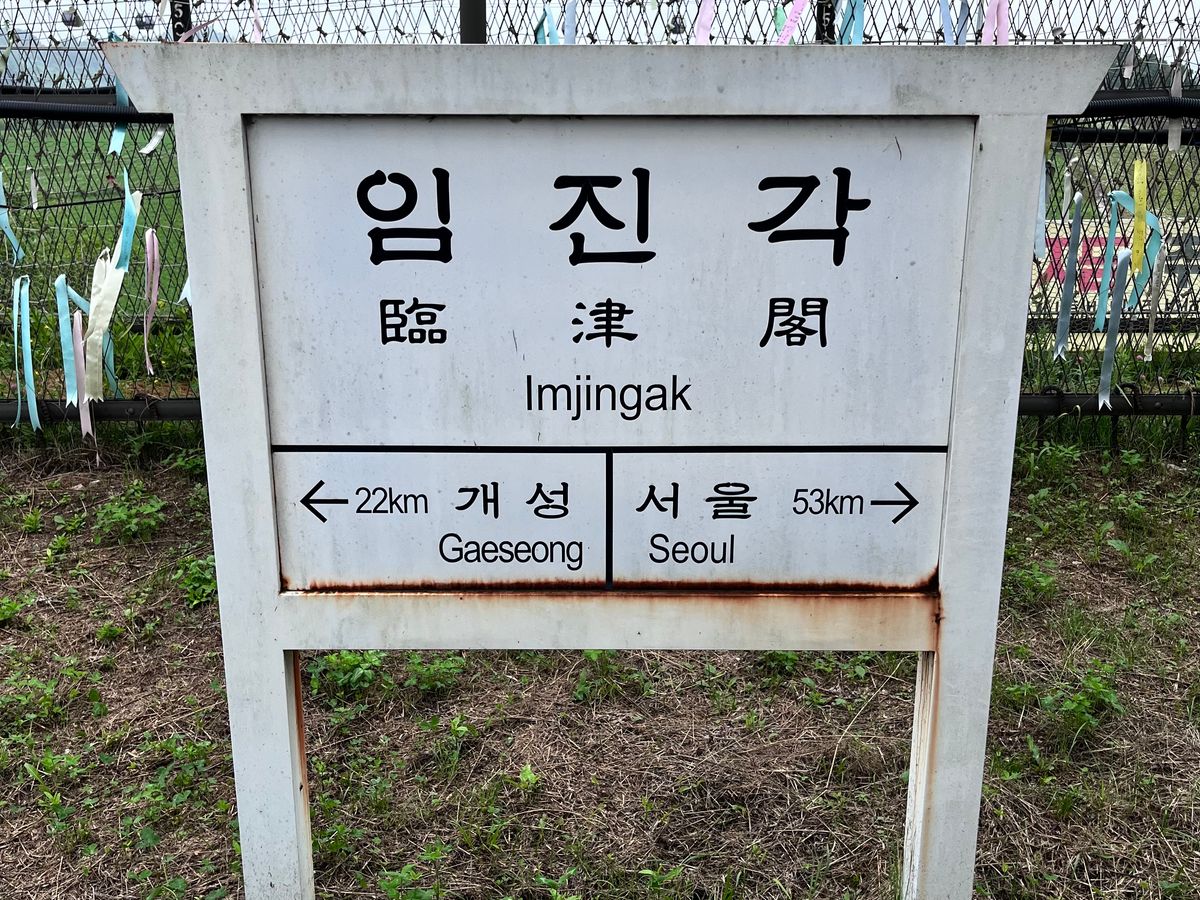 임진각
臨津閣
Imjingak
← 22km 개성
Gaeseong
서울 53km →
Seoul